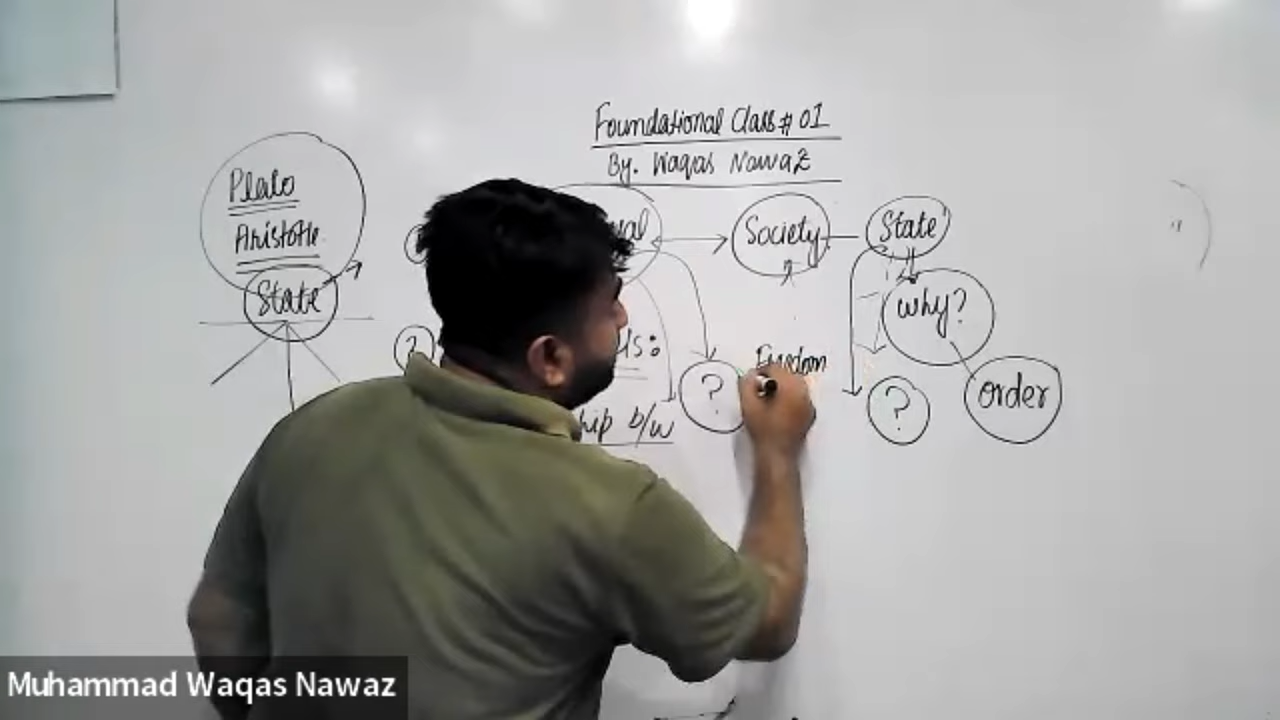 Foundational Class # 01
By. Waqas Nawaz
Plato
Aristotle
State
Society
State
why?
order
?
?
Freedom
b/w
Muhammad Waqas Nawaz